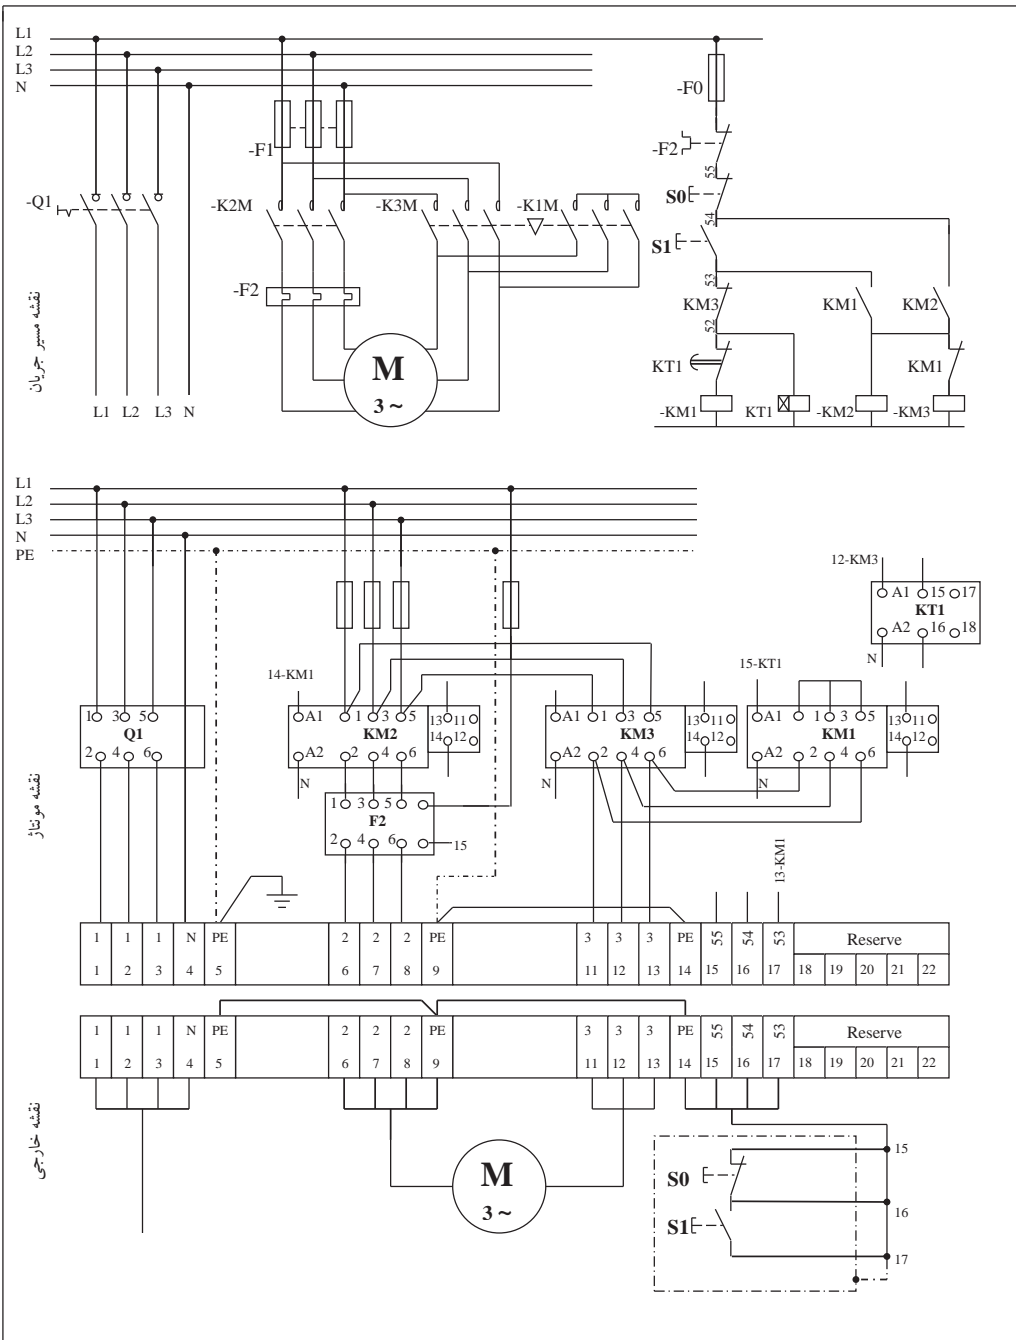 L1
L2
L3
N
-F0
-F1
-F2
55
-Q1
-K2M
-K3M
-K1M
S0
54
S1
-F2
53
KM3
KM1
KM2
52
نقشه مسیر جریان
M
3 ~
KT1
KM1
L1 L2 L3 N
-KM1
KT1
-KM2
-KM3
L1
L2
L3
N
PE
12-KM3
A1 15 17
KT1
A2 16 18
N
14-KM1
15-KT1
1 3 5
Q1
2 4 6
A1 1 3 5
KM2
A2 2 4 6
13 11
14 12
N
A1 1 3 5
KM3
A2 2 4 6
13 11
14 12
N
A1 1 3 5
KM1
A2 2 4 6
13 11
14 12
N
1 3 5
F2
2 4 6
15
نقشه مونتاژ
13-KM1
1 1 1 N PE 2 2 2 PE 3 3 3 PE 55 54 53 Reserve
1 2 3 4 5 6 7 8 9 11 12 13 14 15 16 17 18 19 20 21 22
1 1 1 N PE 2 2 2 PE 3 3 3 PE 55 54 53 Reserve
1 2 3 4 5 6 7 8 9 11 12 13 14 15 16 17 18 19 20 21 22
نقشه خارجی
M
3 ~
15
S0
16
S1
17